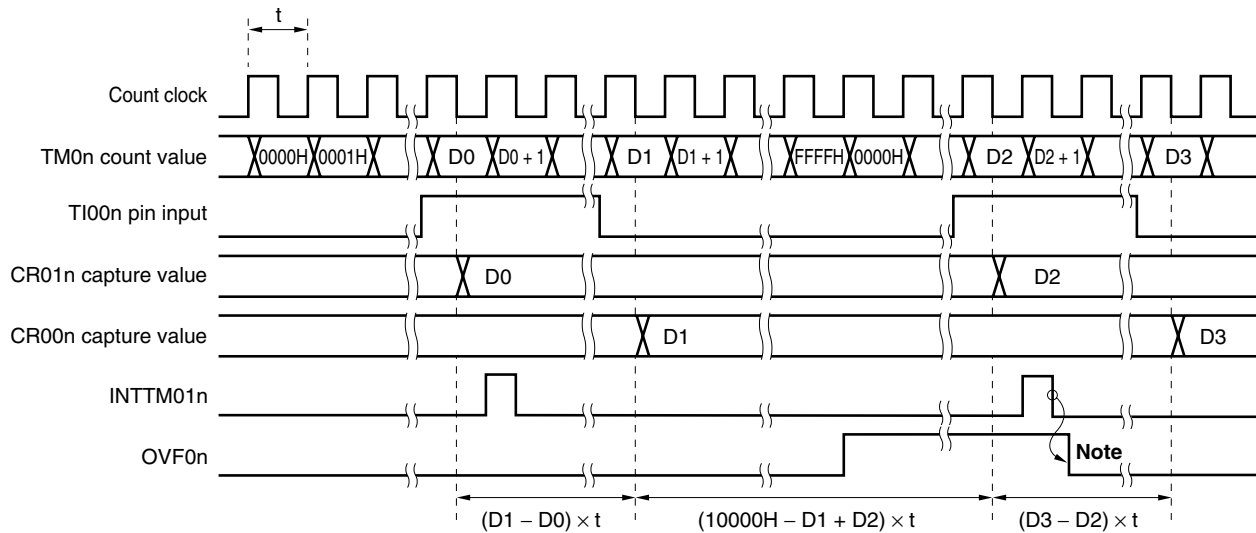 t
Count clock
TM0n count value 0000H 0001H D0 D0 + 1 D1 D1 + 1 FFFFH 0000H D2 D2 + 1 D3
TI00n pin input
CR01n capture value D0 D2
CR00n capture value D1 D3
INTTM01n
OVF0n Note
(D1 − D0) × t (10000H − D1 + D2) × t (D3 − D2) × t